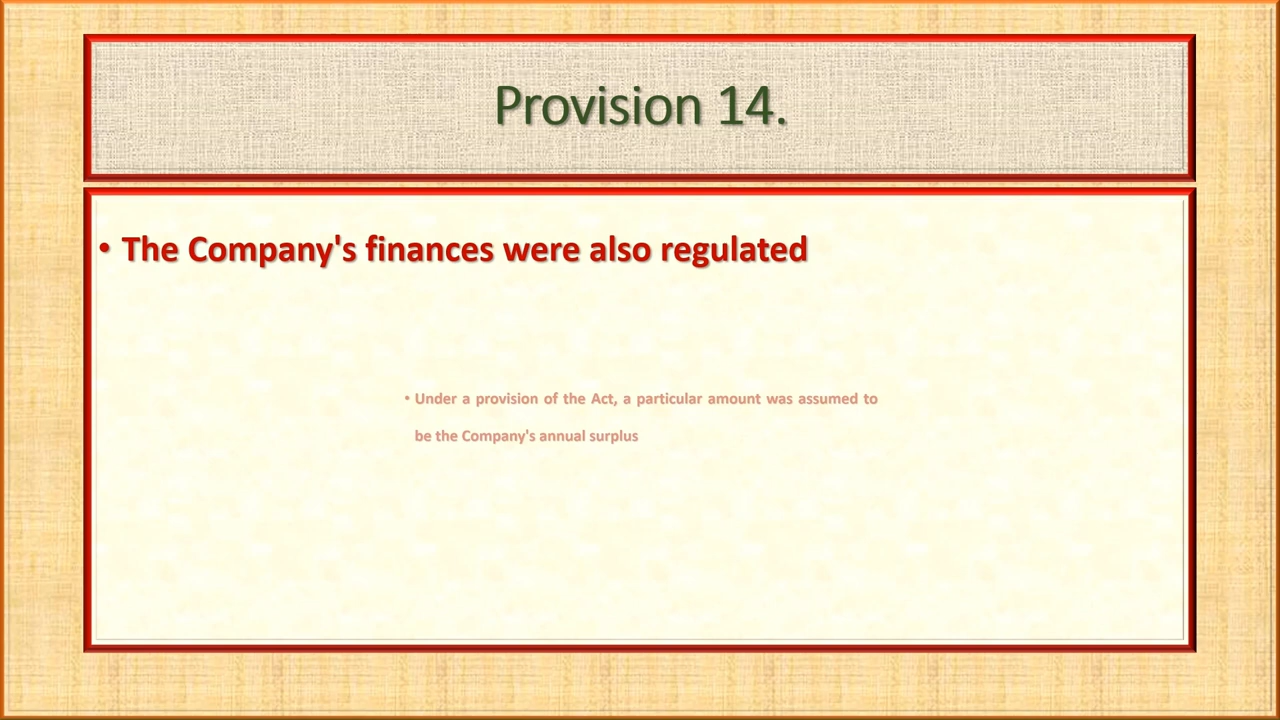 Provision 14.
• The Company's finances were also regulated
• Under a provision of the Act, a particular amount was assumed to
be the Company's annual surplus